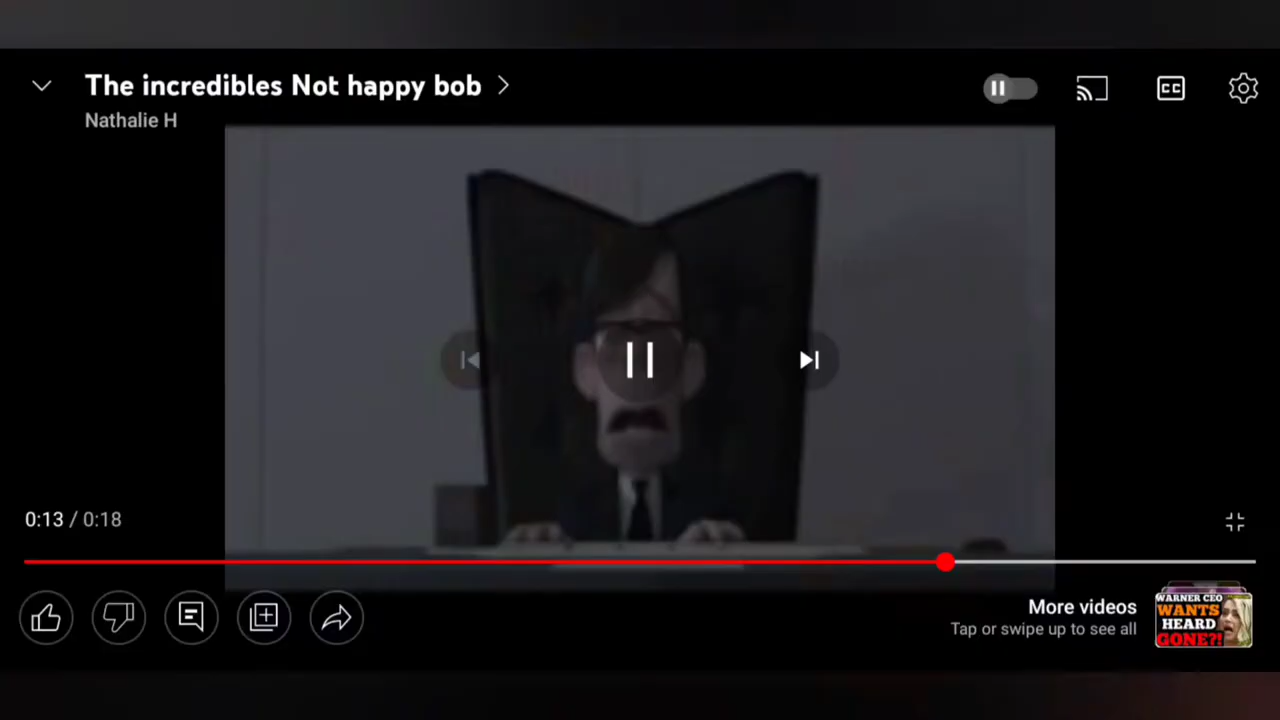 The incredibles Not happy bob
Nathalie H
CC
0:13 / 0:18
More videos
Tap or swipe up to see all
WARNER CEO
WANTS
HEARD
GONE?!